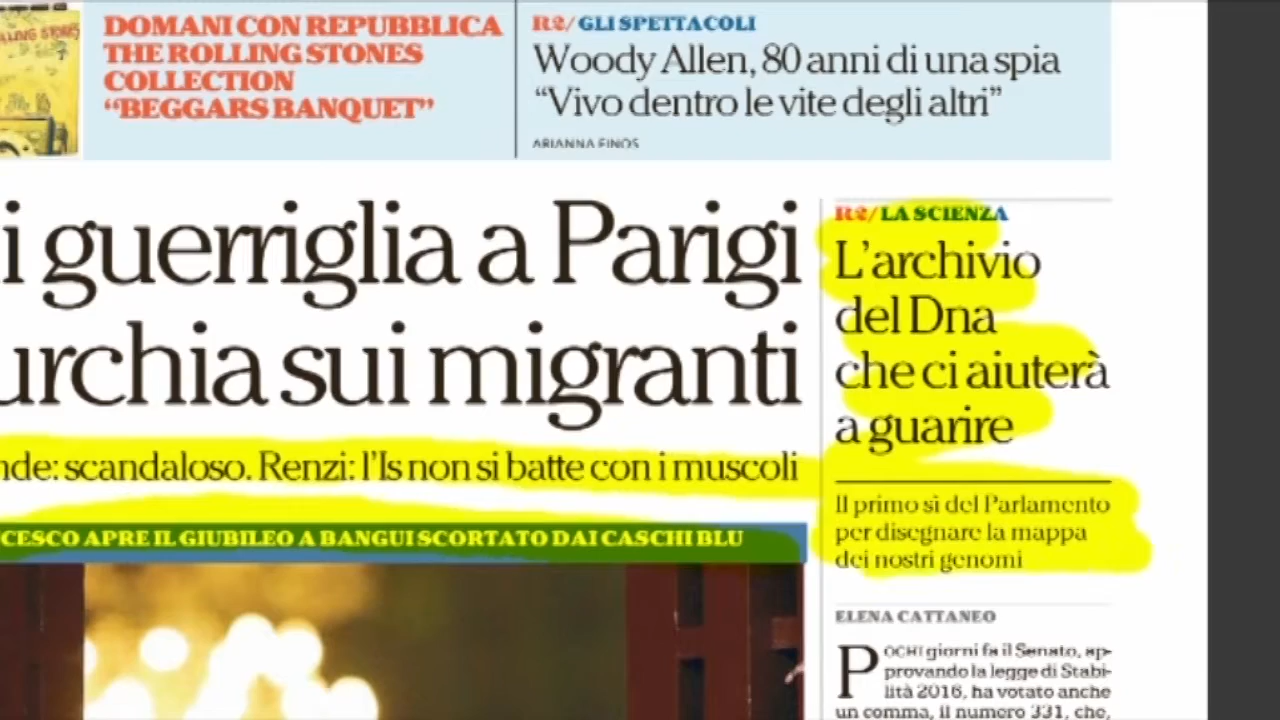 DOMANI CON REPUBBLICA
THE ROLLING STONES
COLLECTION
“BEGGARS BANQUET”
R2/GLI SPETTACOLI
Woody Allen, 80 anni di una spia
“Vivo dentro le vite degli altri”
ARIANNA FINOS
i guerriglia a Parigi
urchia sui migranti
nde: scandaloso. Renzi: l’Is non si batte con i muscoli
CESCO APRE IL GIUBILEO A BANGUI SCORTATO DAI CASCHI BLU
R2/LA SCIENZA
L’archivio
del Dna
che ci aiuterà
a guarire
Il primo sì del Parlamento
per disegnare la mappa
dei nostri genomi
ELENA CATTANEO
POCHI giorni fa il Senato, ap-
provando la legge di Stabi-
lità 2016, ha votato anche
un comma, il numero 331, che,